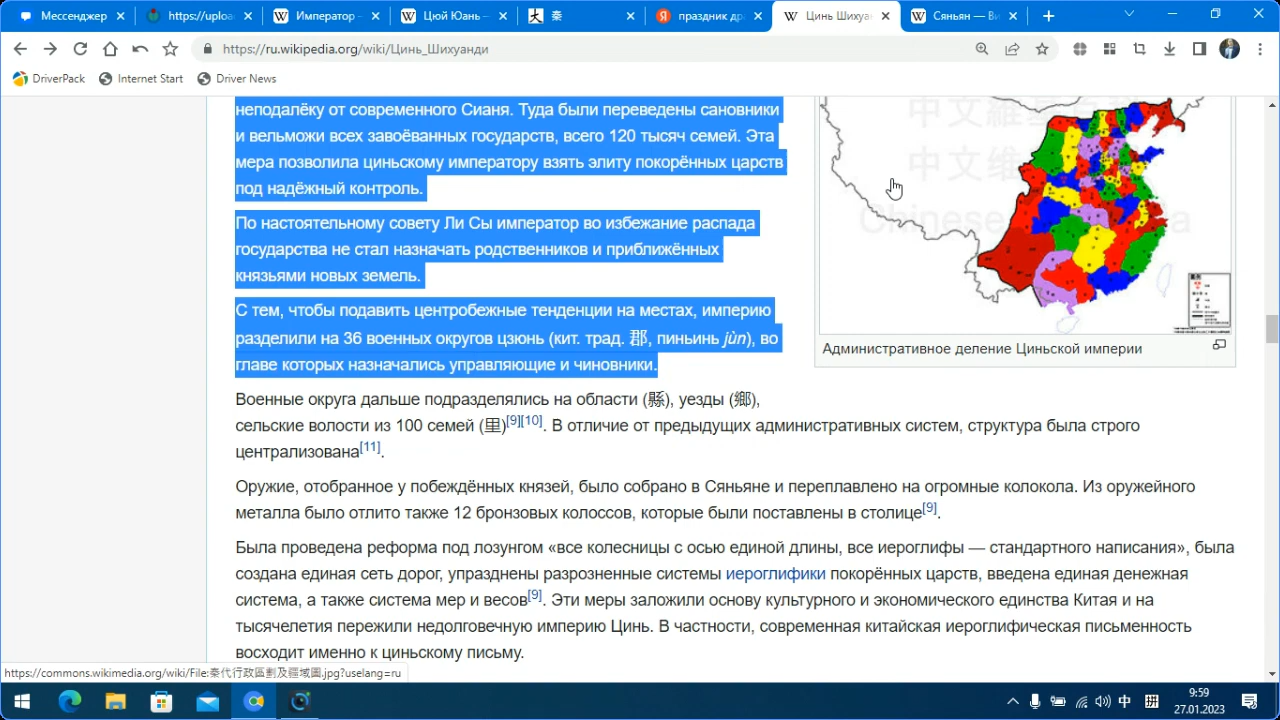 Мессенджер
https://uploa
Император –
Цюй Юань –
秦
праздник др
Цинь Шихуан
Сяньян — Ви
https://ru.wikipedia.org/wiki/Цинь_Шихуанди
DriverPack
Internet Start
Driver News
неподалёку от современного Сианя. Туда были переведены сановники
и вельможи всех завоёванных государств, всего 120 тысяч семей. Эта
мера позволила циньскому императору взять элиту покорённых царств
под надёжный контроль.
По настоятельному совету Ли Сы император во избежание распада
государства не стал назначать родственников и приближённых
князьями новых земель.
С тем, чтобы подавить центробежные тенденции на местах, империю
разделили на 36 военных округов цзюнь (кит. трад. 郡, пиньинь jùn), во
главе которых назначались управляющие и чиновники.
中文維基
中文维
Chinese
Административное деление Циньской империи
Военные округа дальше подразделялись на области (縣), уезды (鄉),
сельские волости из 100 семей (里)[9][10]. В отличие от предыдущих административных систем, структура была строго
централизована[11].
Оружие, отобранное у побеждённых князей, было собрано в Сяньяне и переплавлено на огромные колокола. Из оружейного
металла было отлито также 12 бронзовых колоссов, которые были поставлены в столице[9].
Была проведена реформа под лозунгом «все колесницы с осью единой длины, все иероглифы — стандартного написания», была
создана единая сеть дорог, упразднены разрозненные системы иероглифики покорённых царств, введена единая денежная
система, а также система мер и весов[9]. Эти меры заложили основу культурного и экономического единства Китая и на
тысячелетия пережили недолговечную империю Цинь. В частности, современная китайская иероглифическая письменность
восходит именно к циньскому письму.
https://commons.wikimedia.org/wiki/File:秦代行政區劃及疆域圖.jpg?uselang=ru
中
拼
9:59
27.01.2023